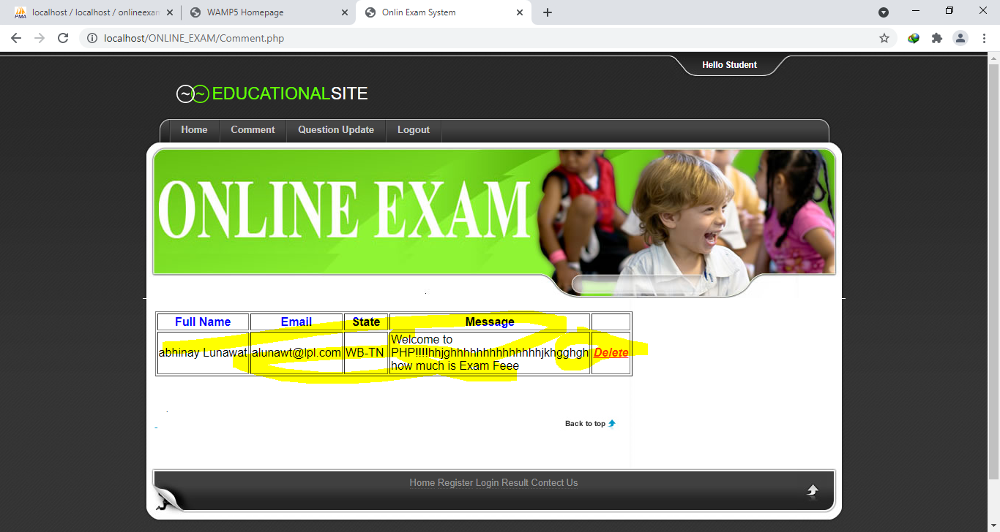 localhost / localhost / onlineexam
WAMP5 Homepage
Onlin Exam System
localhost/ONLINE_EXAM/Comment.php
Hello Student
EDUCATIONALSITE
Home Comment Question Update Logout
ONLINE EXAM
Full Name Email State Message
abhinay Lunawat alunawt@lpl.com WB-TN
Welcome to
PHP!!!!hhjghhhhhhhhhhhhhhhjkhgghgh
how much is Exam Feee
Delete
Back to top
Home Register Login Result Contect Us